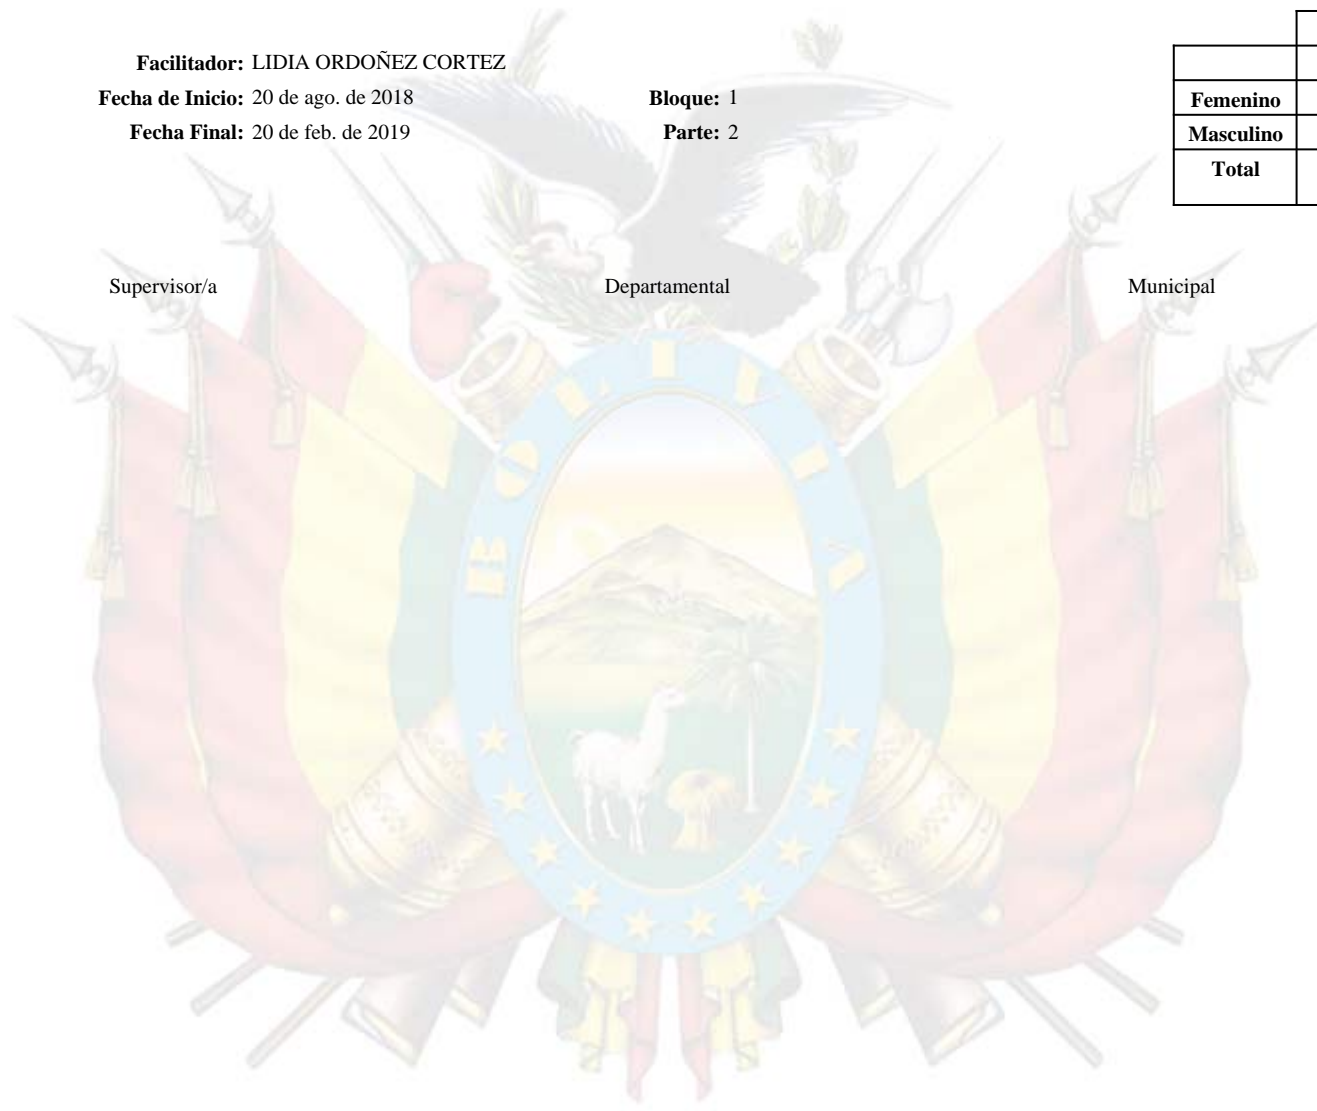 Facilitador: LIDIA ORDOÑEZ CORTEZ
Fecha de Inicio: 20 de ago. de 2018 Bloque: 1
Fecha Final: 20 de feb. de 2019 Parte: 2
Femenino
Masculino
Total
Supervisor/a Departamental Municipal
BOLIVIA